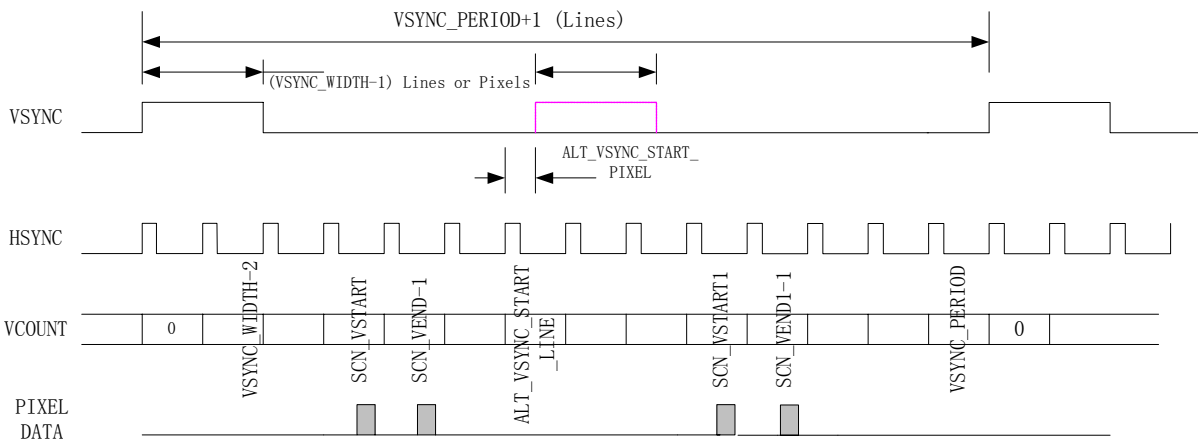 VSYNC_PERIOD+1 (Lines)
(VSYNC_WIDTH-1) Lines or Pixels
VSYNC
ALT_VSYNC_START_
PIXEL
HSYNC
VSYNC_WIDTH-2
SCN_VSTART
SCN_VEND-1
ALT_VSYNC_START
_LINE
SCN_VSTART1
SCN_VEND1-1
VSYNC_PERIOD
VCOUNT
0
0
PIXEL
DATA